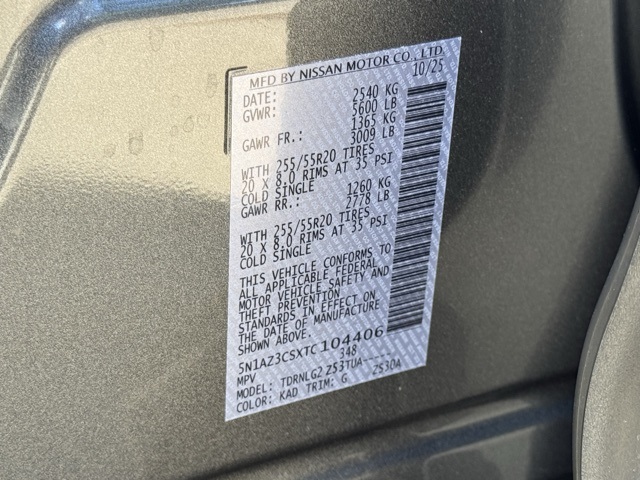 MFD BY NISSAN MOTOR CO., LTD.
10/25
DATE: 2540 KG
GVWR: 5600 LB
1365 KG
GAWR FR.: 3009 LB
WITH 255/55R20 TIRES
20 X 8.0 RIMS AT 35 PSI
COLD SINGLE 1260 KG
GAWR RR.: 2778 LB
WITH 255/55R20 TIRES
20 X 8.0 RIMS AT 35 PSI
COLD SINGLE
THIS VEHICLE CONFORMS TO
ALL APPLICABLE FEDERAL
MOTOR VEHICLE SAFETY AND
THEFT PREVENTION
STANDARDS IN EFFECT ON
THE DATE OF MANUFACTURE
SHOWN ABOVE.
5N1AZ3CSXTC104406
MPV 348
MODEL: TDRNLG2 Z53TUA-----
COLOR: KAD TRIM: G ZS30A